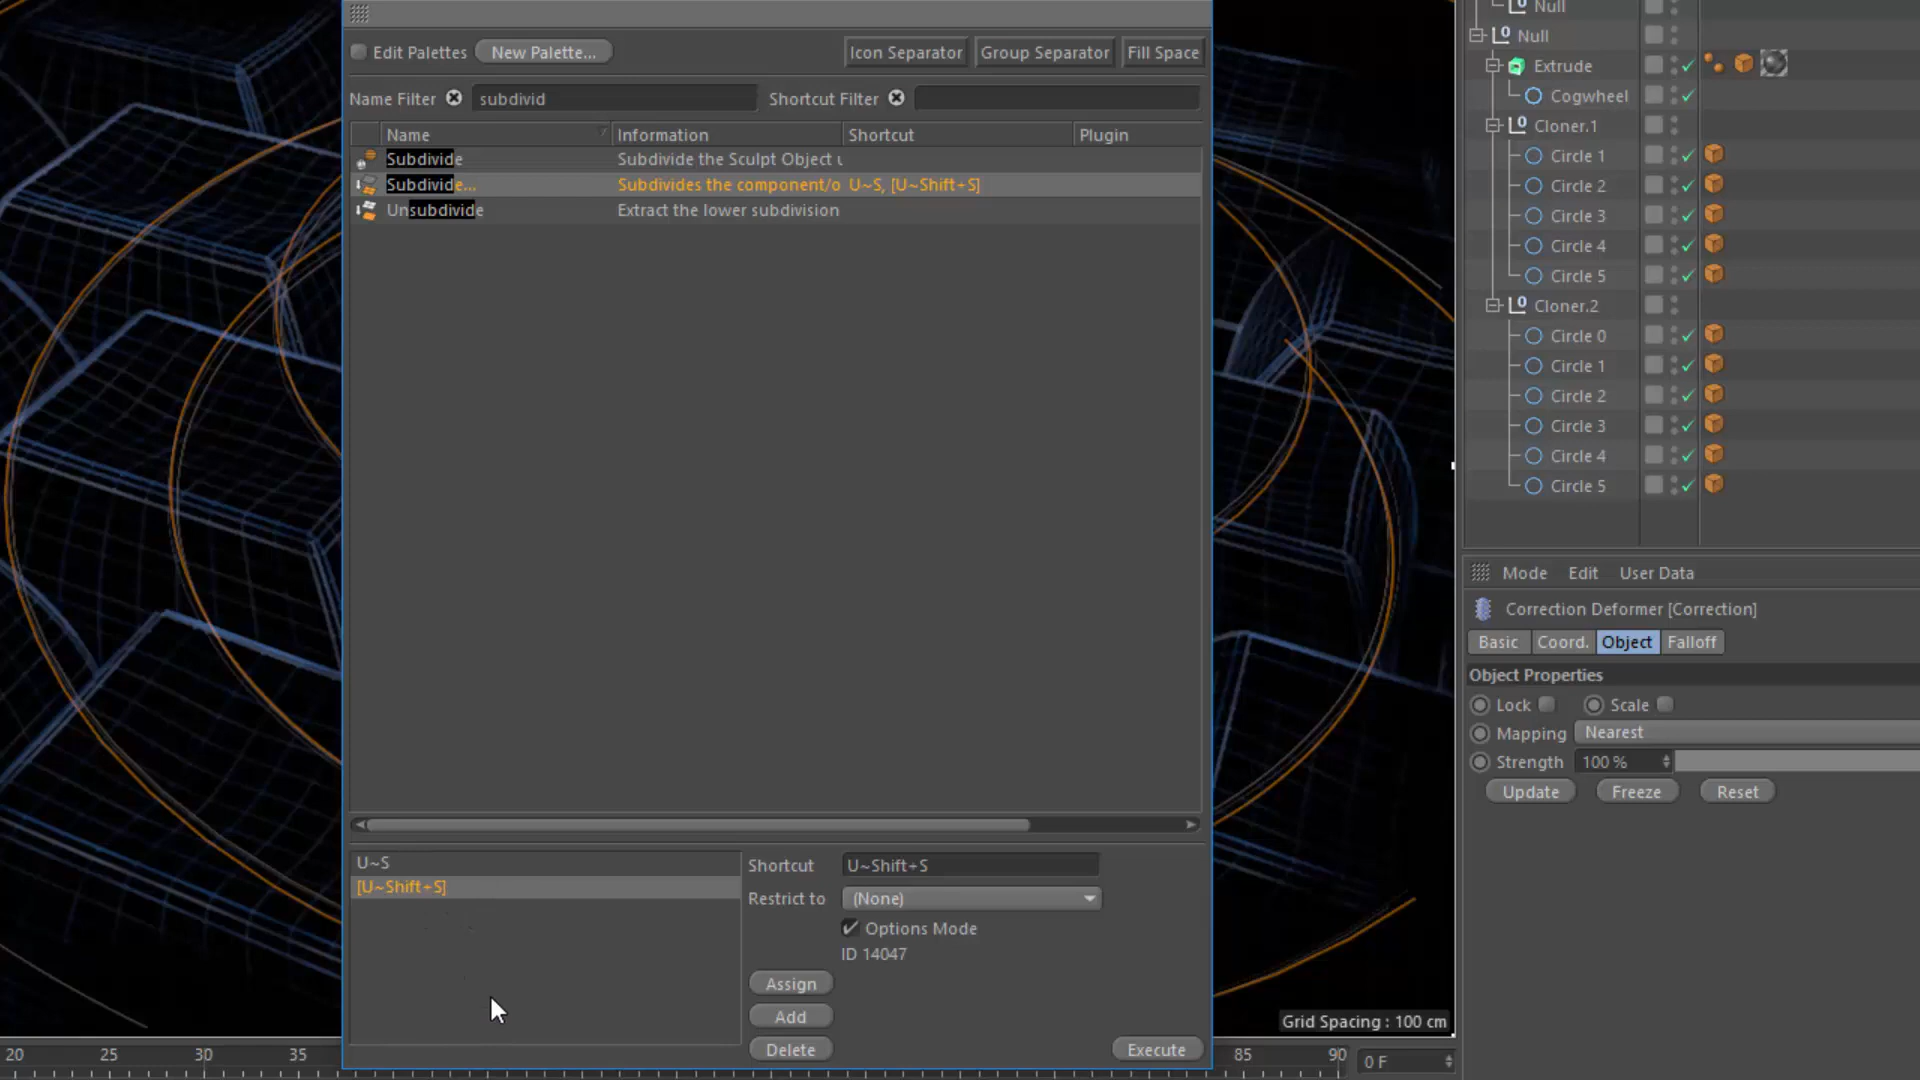 Edit Palettes
New Palette...
Icon Separator
Group Separator
Fill Space
Name Filter
subdivid
Shortcut Filter
Name
Information
Shortcut
Plugin
Subdivide
Subdivide the Sculpt Object u
Subdivide...
Subdivides the component/o
U~S, [U~Shift+S]
Unsubdivide
Extract the lower subdivision
U~S
[U~Shift+S]
Shortcut
U~Shift+S
Restrict to
(None)
Options Mode
ID 14047
Assign
Add
Delete
Execute
Null
Null
Extrude
Cogwheel
Cloner.1
Circle 1
Circle 2
Circle 3
Circle 4
Circle 5
Cloner.2
Circle 0
Circle 1
Circle 2
Circle 3
Circle 4
Circle 5
Mode
Edit
User Data
Correction Deformer [Correction]
Basic
Coord.
Object
Falloff
Object Properties
Lock
Scale
Mapping
Nearest
Strength
100 %
Update
Freeze
Reset
Grid Spacing : 100 cm
20
25
30
35
85
90
0 F